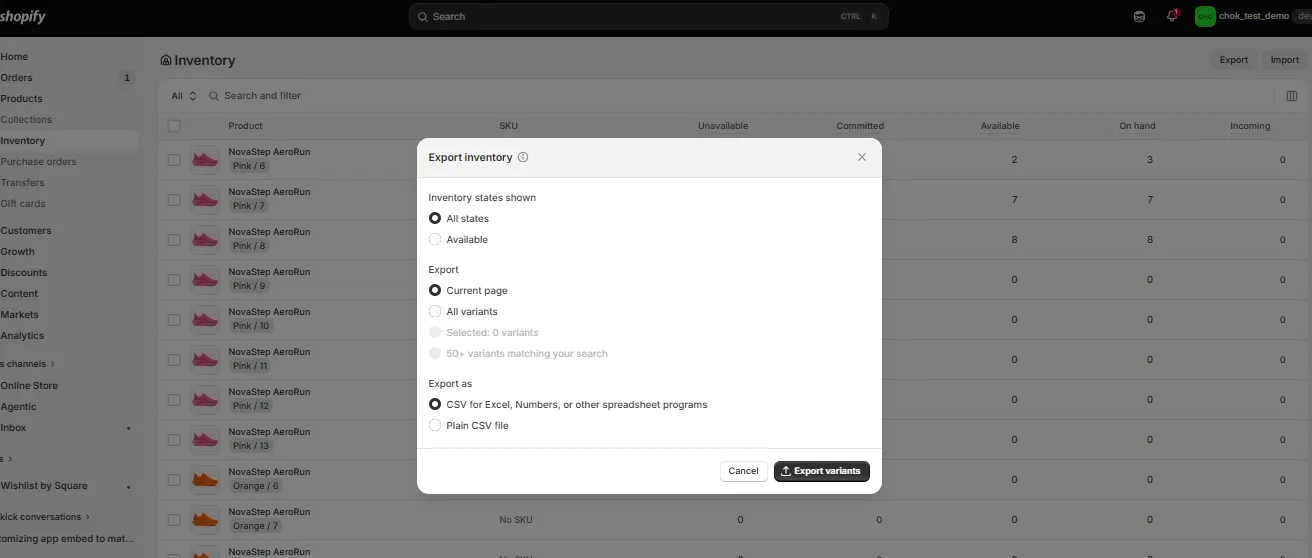 shopify
Search
CTRL K
1
CHO
chok_test_demo
dev
Home
Orders 1
Products
Collections
Inventory
Purchase orders
Transfers
Gift cards
Customers
Growth
Discounts
Content
Markets
Analytics
s channels >
Online Store
Agentic
Inbox
s >
Wishlist by Square
kick conversations >
tomizing app embed to mat...
Inventory
Export Import
All Search and filter
Product SKU Unavailable Committed Available On hand Incoming
NovaStep AeroRun
Pink / 6
2 3 0
NovaStep AeroRun
Pink / 7
7 7 0
NovaStep AeroRun
Pink / 8
8 8 0
NovaStep AeroRun
Pink / 9
0 0 0
NovaStep AeroRun
Pink / 10
0 0 0
NovaStep AeroRun
Pink / 11
0 0 0
NovaStep AeroRun
Pink / 12
0 0 0
NovaStep AeroRun
Pink / 13
0 0 0
NovaStep AeroRun
Orange / 6
0 0 0
NovaStep AeroRun
Orange / 7
No SKU 0 0 0 0 0
NovaStep AeroRun
Export inventory
Inventory states shown
All states
Available
Export
Current page
All variants
Selected: 0 variants
50+ variants matching your search
Export as
CSV for Excel, Numbers, or other spreadsheet programs
Plain CSV file
Cancel
Export variants